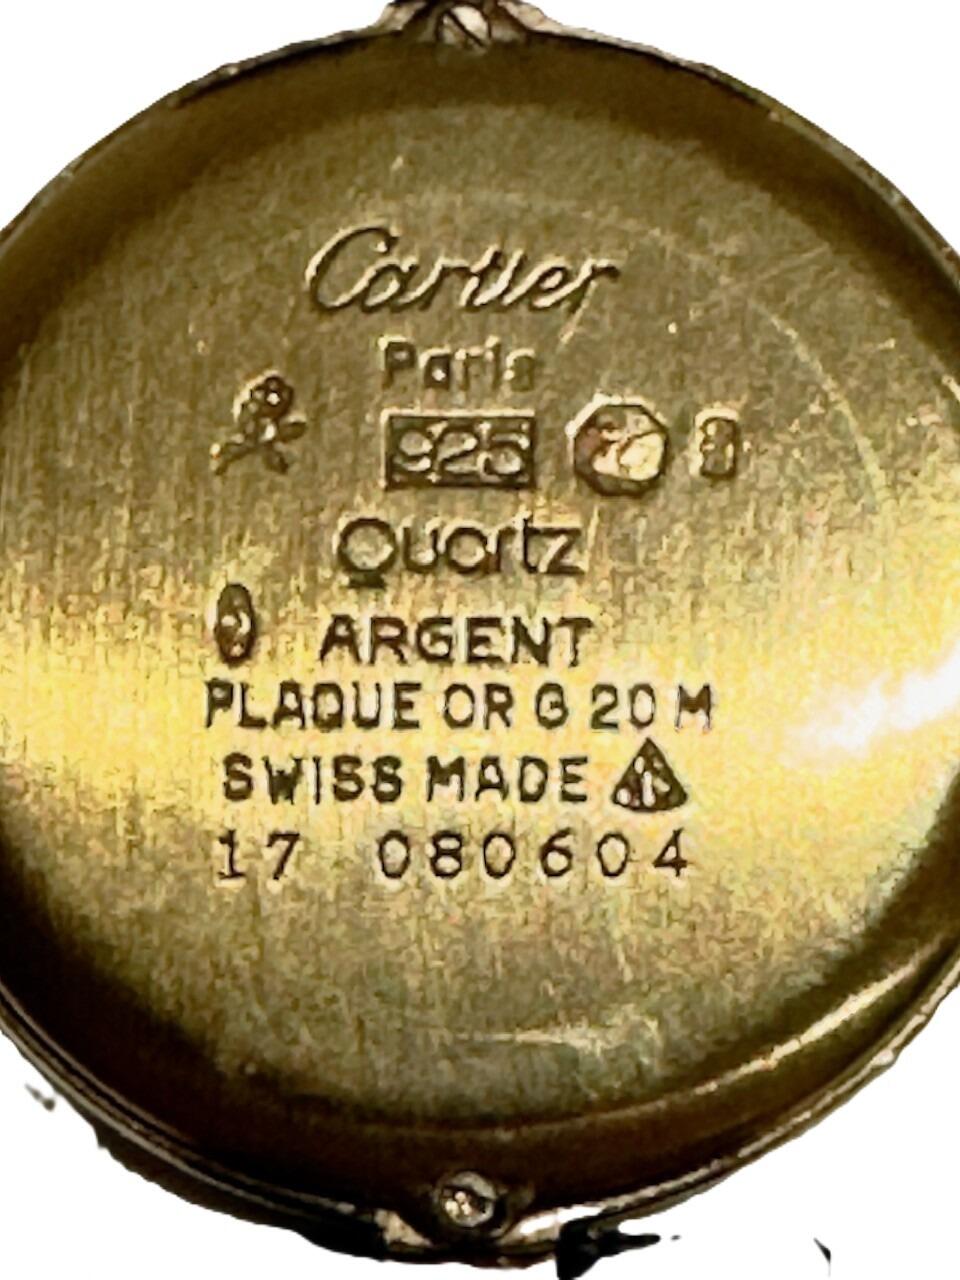 Cartier
Paris
925
Quartz
ARGENT
PLAQUE OR G 20 M
SWISS MADE
17 080604